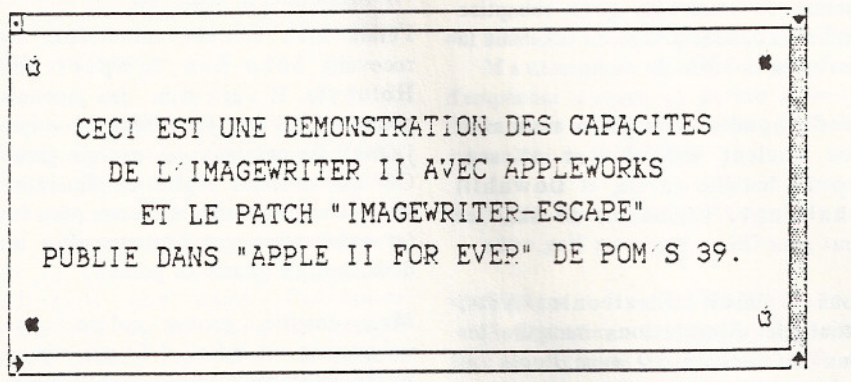 CECI EST UNE DEMONSTRATION DES CAPACITES
DE L'IMAGEWRITER II AVEC APPLEWORKS
ET LE PATCH "IMAGEWRITER-ESCAPE"
PUBLIE DANS "APPLE II FOR EVER" DE POM'S 39.